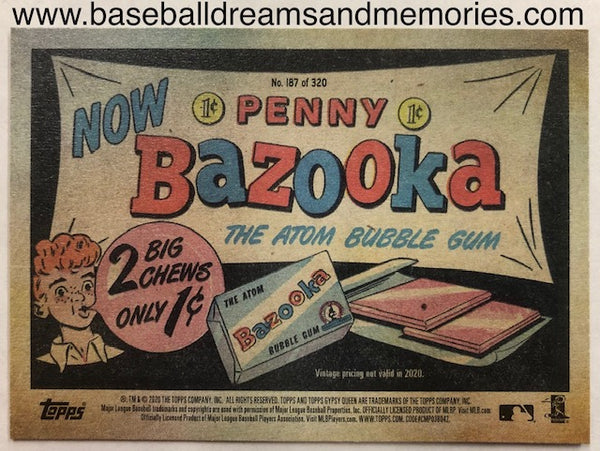 www.baseballdreamsandmemories.com
No. 187 of 320
NOW 1¢ PENNY 1¢
Bazooka
THE ATOM BUBBLE GUM
2 BIG
CHEWS
ONLY 1¢
THE ATOM
Bazooka
BUBBLE GUM
Vintage pricing not valid in 2020.
®, TM & © 2020 THE TOPPS COMPANY, INC. ALL RIGHTS RESERVED. TOPPS AND TOPPS GYPSY QUEEN ARE TRADEMARKS OF THE TOPPS COMPANY, INC.
Major League Baseball trademarks and copyrights are used with permission of Major League Baseball Properties, Inc. OFFICIALLY LICENSED PRODUCT OF MLBP. Visit MLB.com
Officially Licensed Product of Major League Baseball Players Association. Visit MLBPlayers.com. WWW.TOPPS.COM.
topps